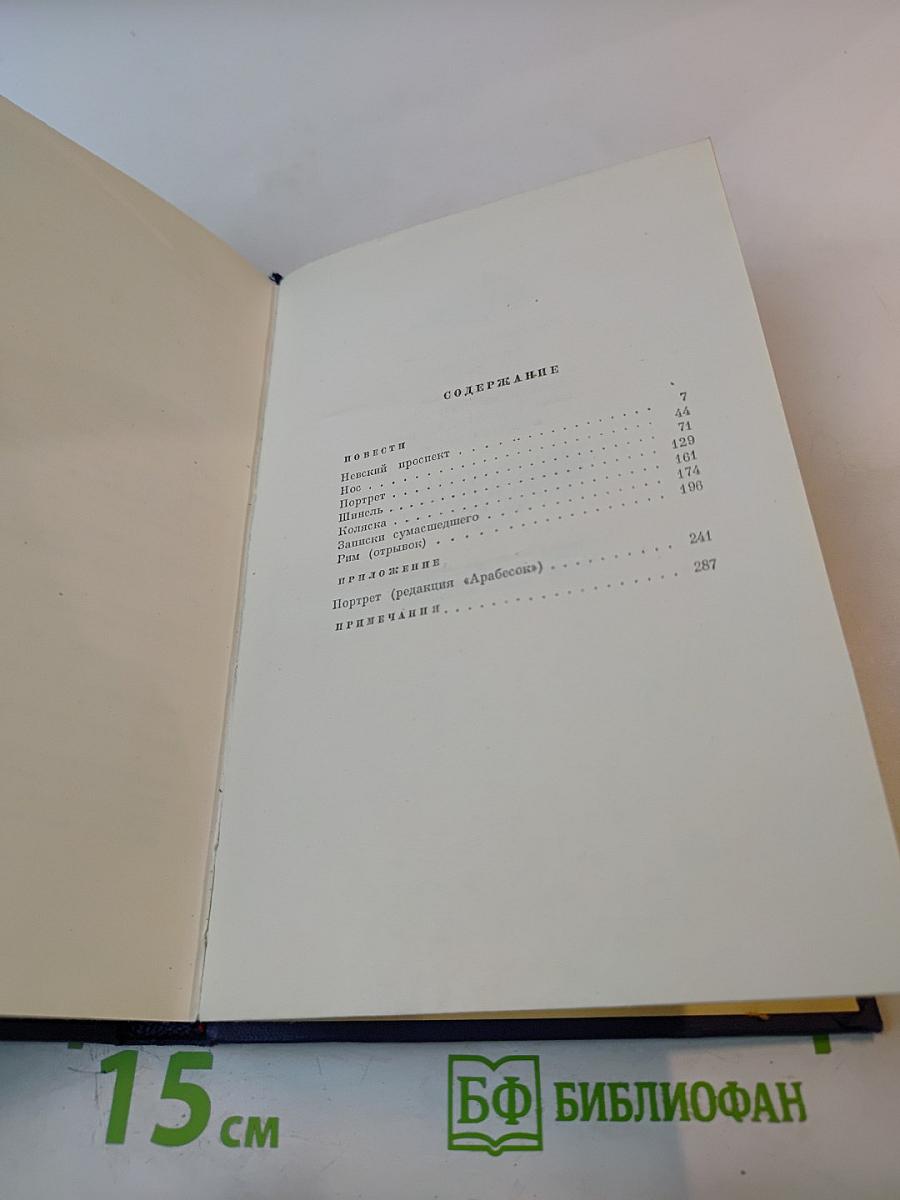 СОДЕРЖАНИЕ
ПОВЕСТИ
Невский проспект . . . . . . . . . . . . . . . 7
Нос . . . . . . . . . . . . . . . . . . . . . . 44
Портрет . . . . . . . . . . . . . . . . . . . . 71
Шинель . . . . . . . . . . . . . . . . . . . . 129
Коляска . . . . . . . . . . . . . . . . . . . . 161
Записки сумасшедшего . . . . . . . . . . . . . 174
Рим (отрывок) . . . . . . . . . . . . . . . . . 196
ПРИЛОЖЕНИЕ
Портрет (редакция «Арабесок») . . . . . . . . . 241
ПРИМЕЧАНИЯ . . . . . . . . . . . . . . . . . . 287
15 см
БФ БИБЛИОФАН